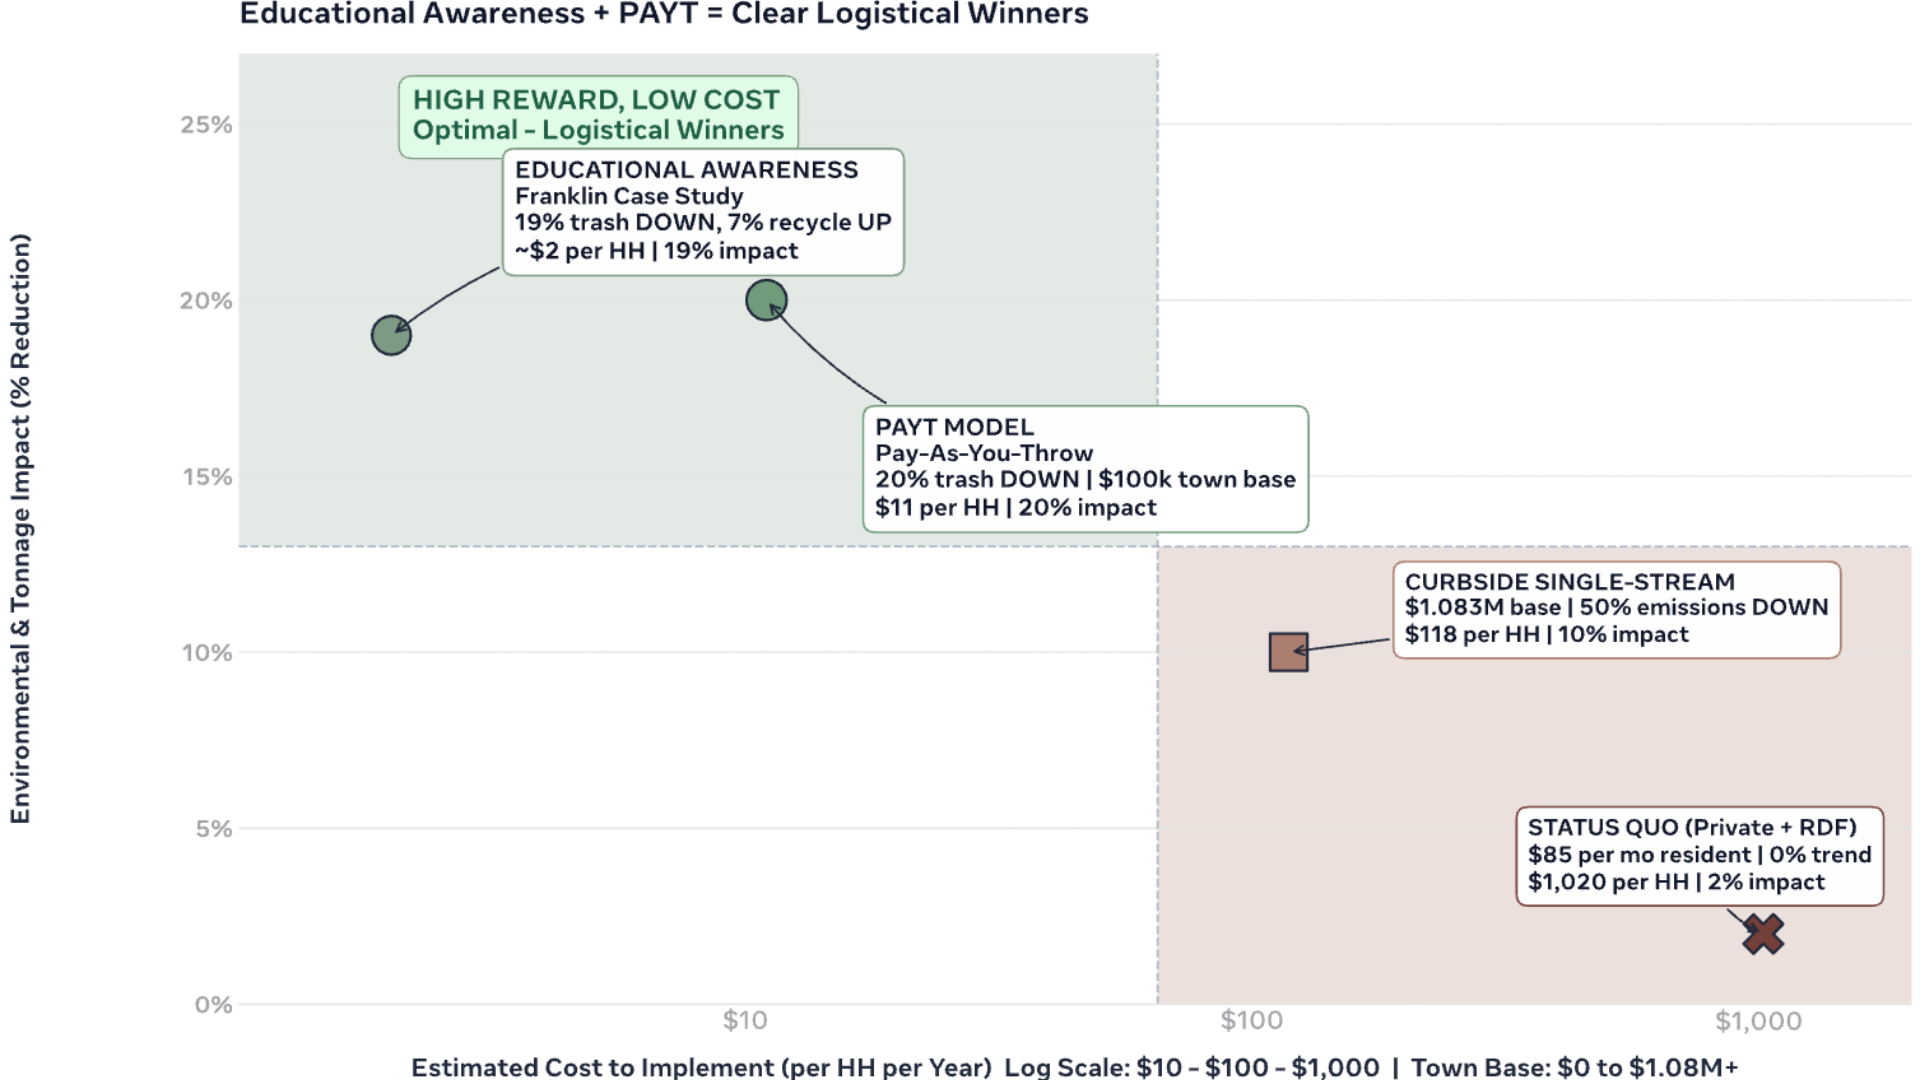 Educational Awareness + PAYT = Clear Logistical Winners
HIGH REWARD, LOW COST
Optimal - Logistical Winners
EDUCATIONAL AWARENESS
Franklin Case Study
19% trash DOWN, 7% recycle UP
~$2 per HH | 19% impact
PAYT MODEL
Pay-As-You-Throw
20% trash DOWN | $100k town base
$11 per HH | 20% impact
CURBSIDE SINGLE-STREAM
$1.083M base | 50% emissions DOWN
$118 per HH | 10% impact
STATUS QUO (Private + RDF)
$85 per mo resident | 0% trend
$1,020 per HH | 2% impact
Environmental & Tonnage Impact (% Reduction)
25%
20%
15%
10%
5%
0%
$10
$100
$1,000
Estimated Cost to Implement (per HH per Year) Log Scale: $10 - $100 - $1,000 | Town Base: $0 to $1.08M+